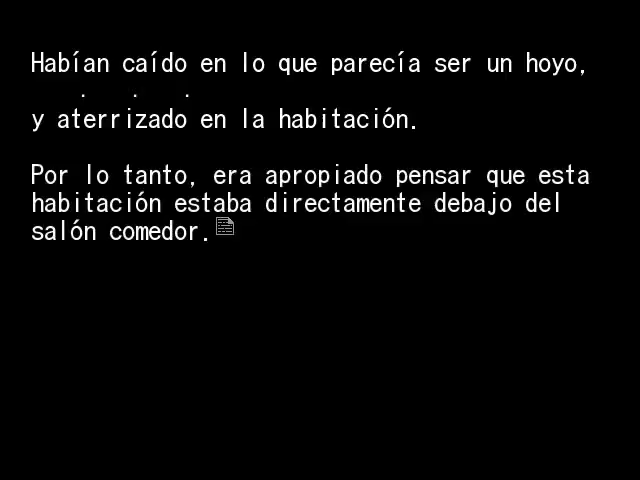 Habían caído en lo que parecía ser un hoyo,
. . .
y aterrizado en la habitación.
Por lo tanto, era apropiado pensar que esta
habitación estaba directamente debajo del
salón comedor.